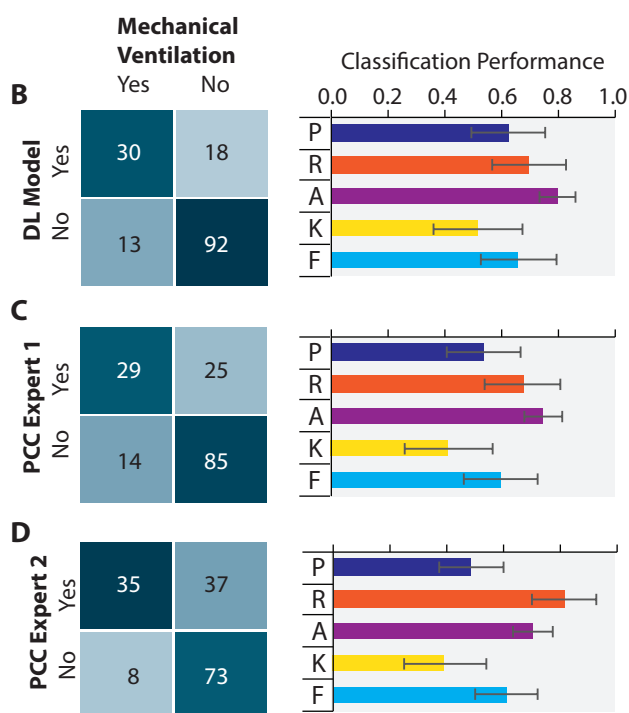 Mechanical
Ventilation
Yes No
Classification Performance
0.0 0.2 0.4 0.6 0.8 1.0
B
DL Model
Yes
No
30 18
13 92
P
R
A
K
F
C
PCC Expert 1
Yes
No
29 25
14 85
P
R
A
K
F
D
PCC Expert 2
Yes
No
35 37
8 73
P
R
A
K
F